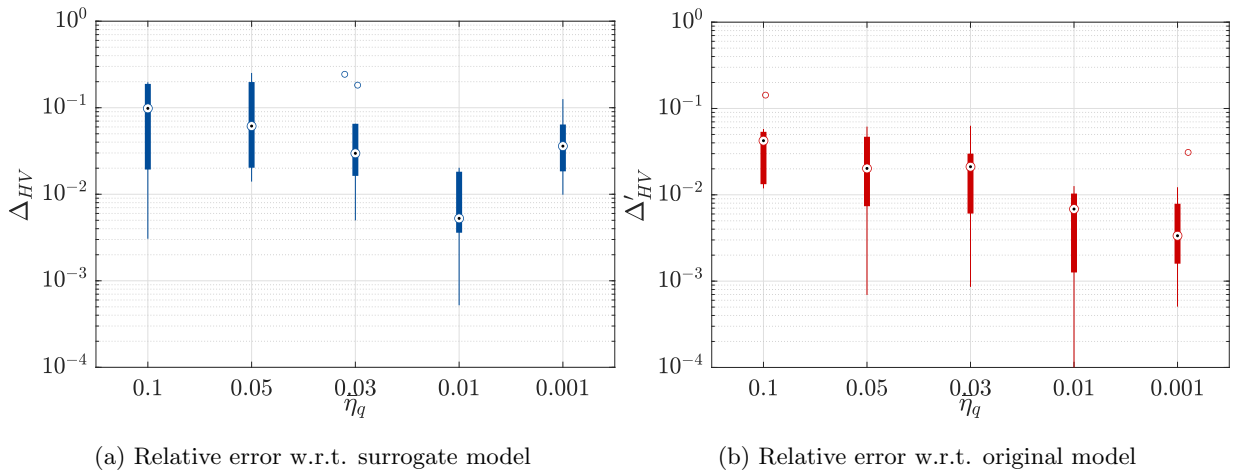 10^0
10^-1
10^-2
10^-3
10^-4
Δ_HV
0.1 0.05 0.03 0.01 0.001
η_q
(a) Relative error w.r.t. surrogate model
10^0
10^-1
10^-2
10^-3
10^-4
Δ'_HV
0.1 0.05 0.03 0.01 0.001
η_q
(b) Relative error w.r.t. original model